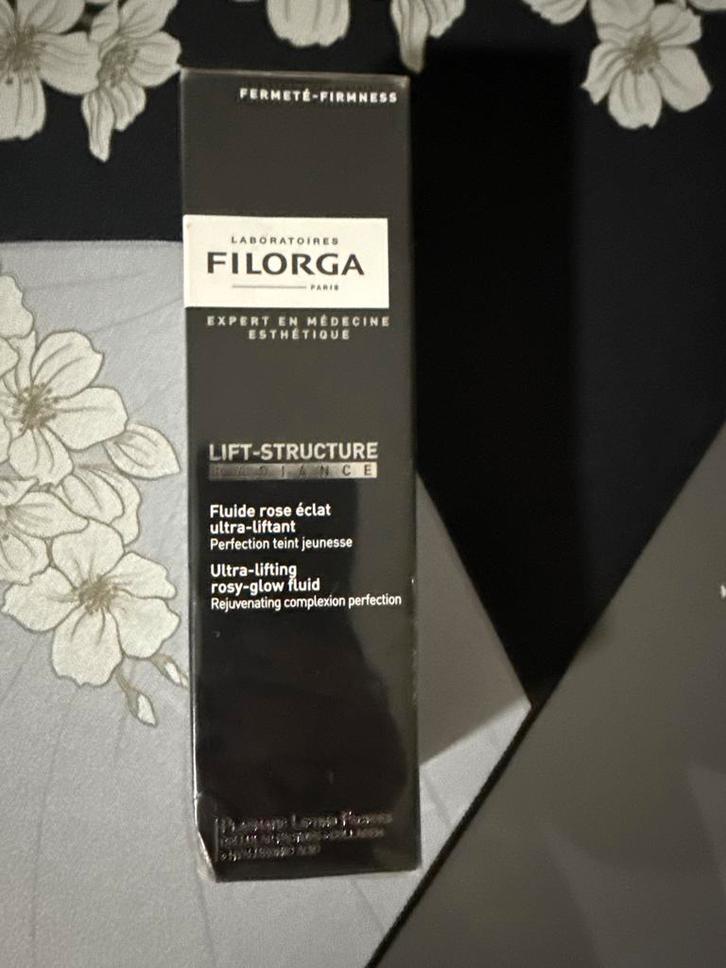 FERMETÉ-FIRMNESS
LABORATOIRES
FILORGA
PARIS
EXPERT EN MÉDECINE
ESTHÉTIQUE
LIFT-STRUCTURE
RADIANCE
Fluide rose éclat
ultra-liftant
Perfection teint jeunesse
Ultra-lifting
rosy-glow fluid
Rejuvenating complexion perfection